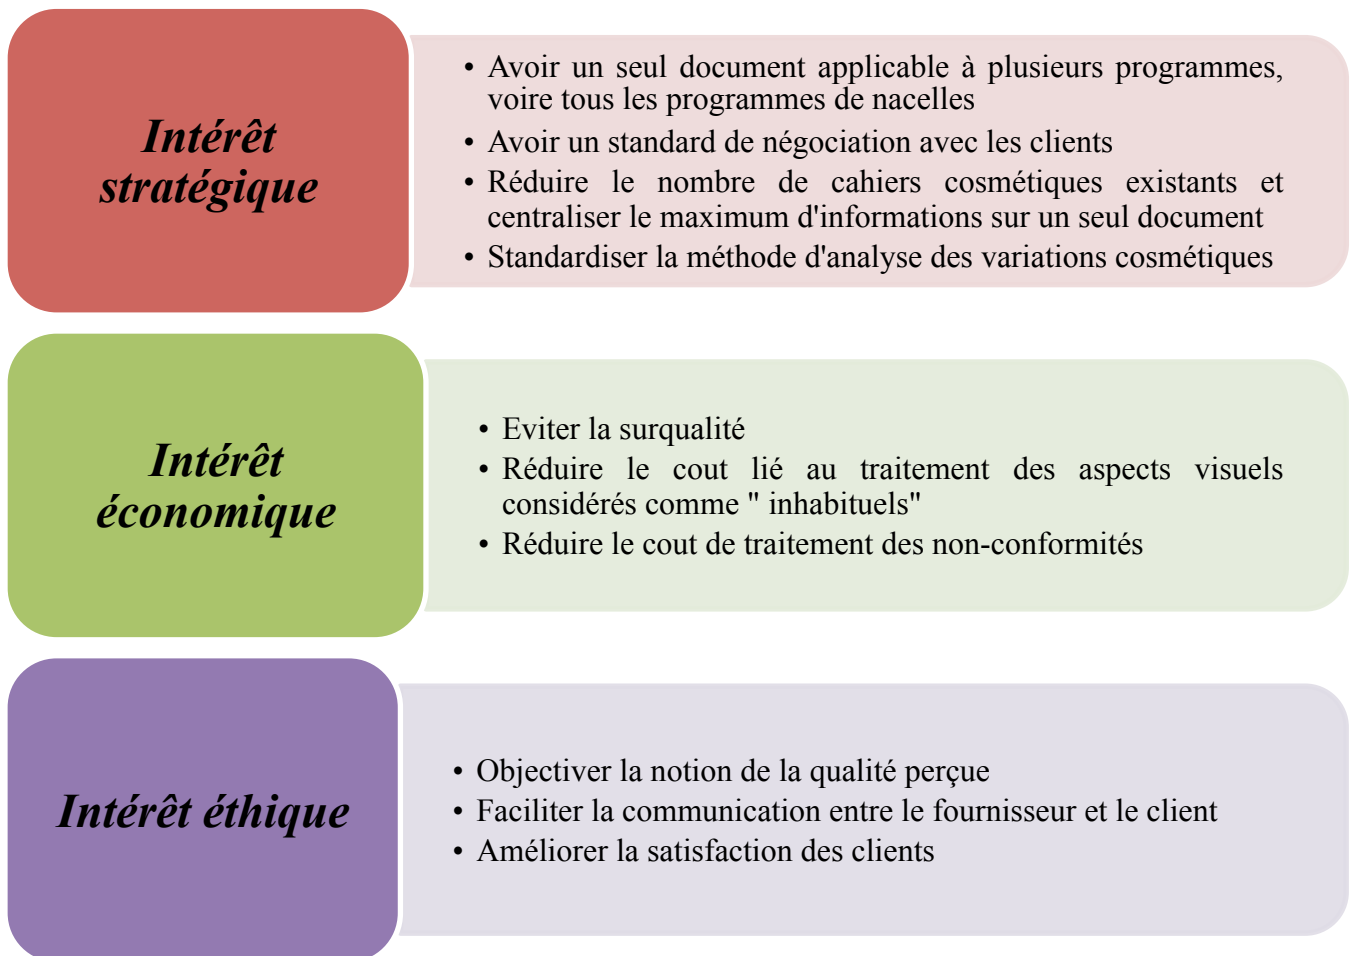 Intérêt
stratégique
• Avoir un seul document applicable à plusieurs programmes,
voire tous les programmes de nacelles
• Avoir un standard de négociation avec les clients
• Réduire le nombre de cahiers cosmétiques existants et
centraliser le maximum d'informations sur un seul document
• Standardiser la méthode d'analyse des variations cosmétiques
Intérêt
économique
• Eviter la surqualité
• Réduire le cout lié au traitement des aspects visuels
considérés comme " inhabituels"
• Réduire le cout de traitement des non-conformités
Intérêt éthique
• Objectiver la notion de la qualité perçue
• Faciliter la communication entre le fournisseur et le client
• Améliorer la satisfaction des clients